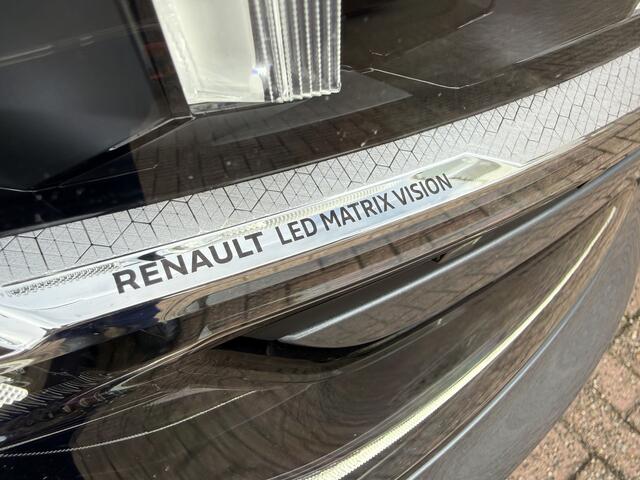 RENAULT LED MATRIX VISION